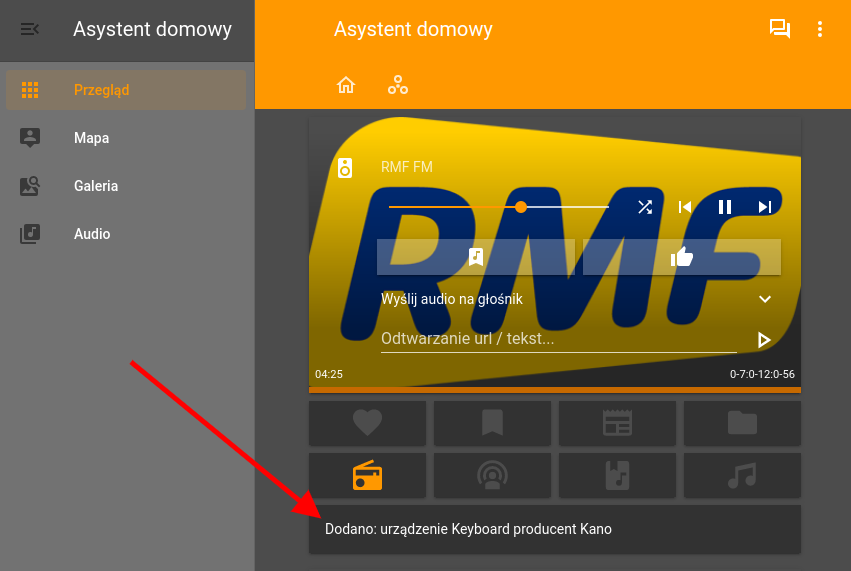 Asystent domowy
Przegląd
Mapa
Galeria
Audio
Asystent domowy
RMF FM
RMF
Wyślij audio na głośnik
Odtwarzanie url / tekst...
04:25
0-7:0-12:0-56
Dodano: urządzenie Keyboard producent Kano